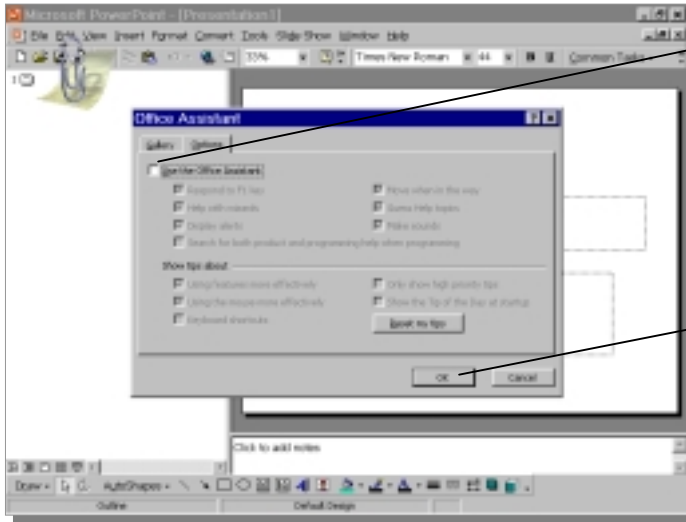 Microsoft PowerPoint - [Presentation1]
File Edit View Insert Format Convert Tools Slide Show Window Help
33% Times New Roman 44 B U Common Tasks
1
Office Assistant
Gallery Options
Use the Office Assistant
Respond to F1 key Move when in the way
Help with wizards Guess Help topics
Display alerts Make sounds
Search for both product and programming help when programming
Show tips about
Using features more effectively Only show high priority tips
Using the mouse more effectively Show the Tip of the Day at startup
Keyboard shortcuts Reset my tips
OK Cancel
Click to add notes
Draw AutoShapes
Outline Default Design